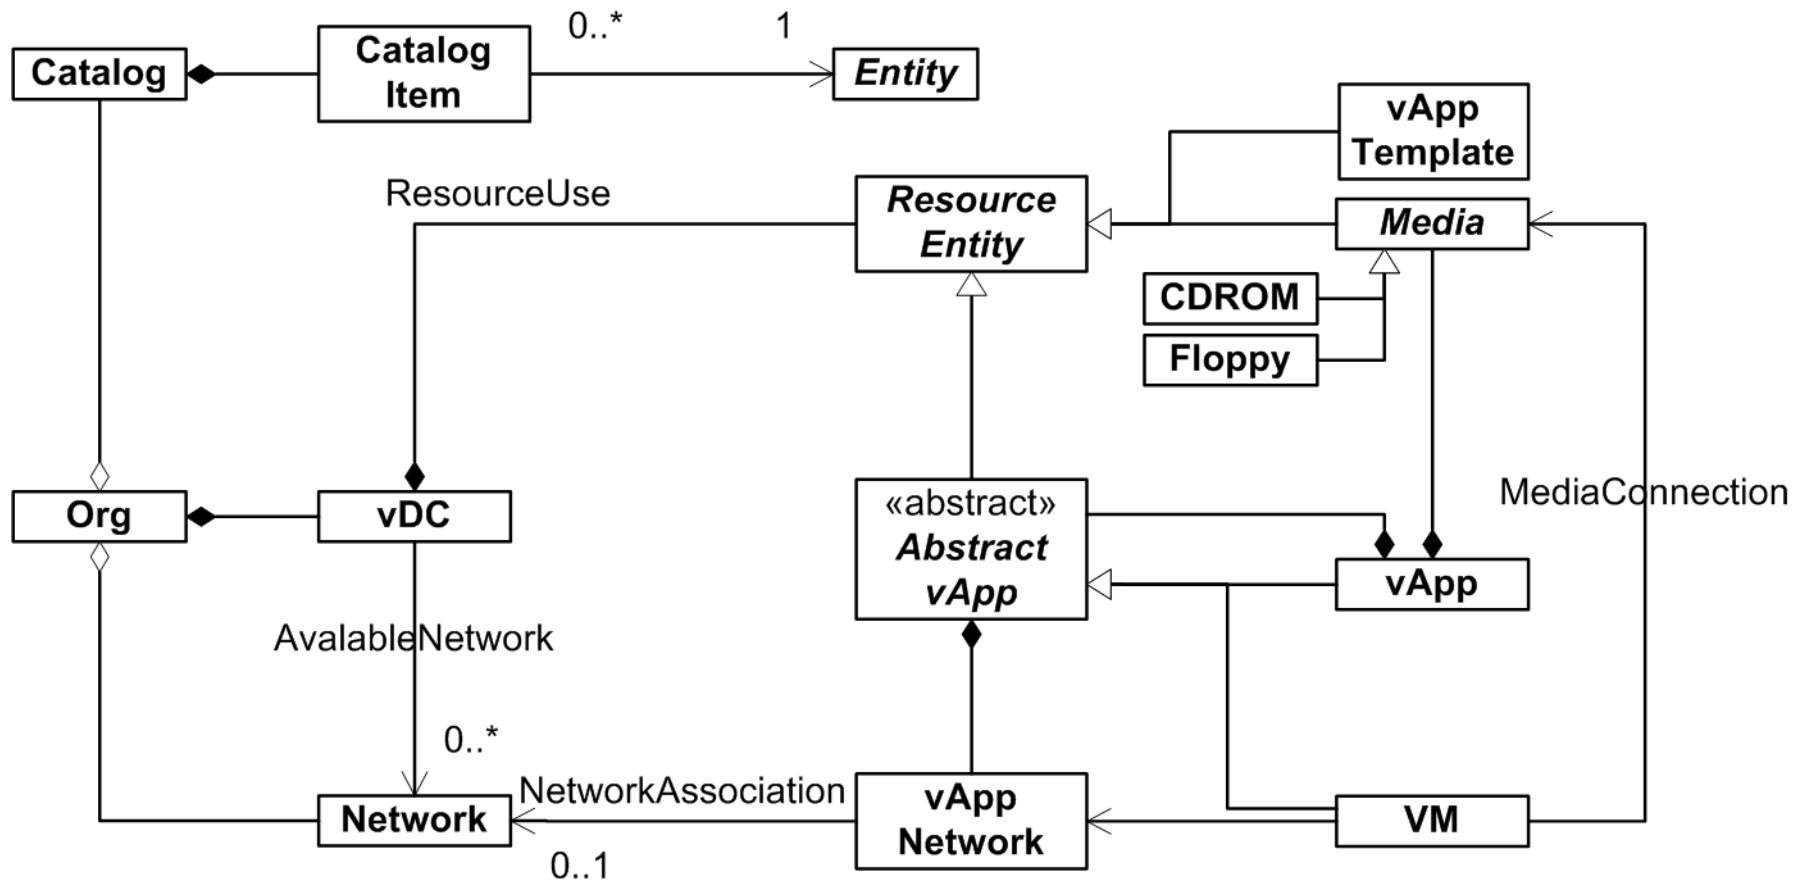 0..*
1
Catalog
Catalog
Item
Entity
vApp
Template
ResourceUse
Resource
Entity
Media
CDROM
Floppy
MediaConnection
Org
vDC
«abstract»
Abstract
vApp
vApp
AvalableNetwork
0..*
NetworkAssociation
Network
vApp
Network
VM
0..1